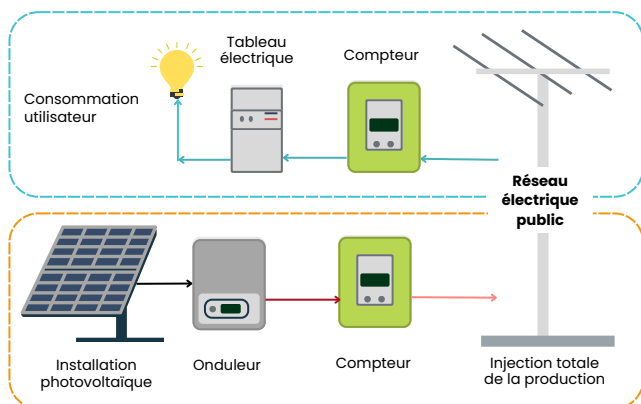 Consommation
utilisateur
Tableau
électrique
Compteur
Réseau
électrique
public
Installation
photovoltaïque
Onduleur
Compteur
Injection totale
de la production